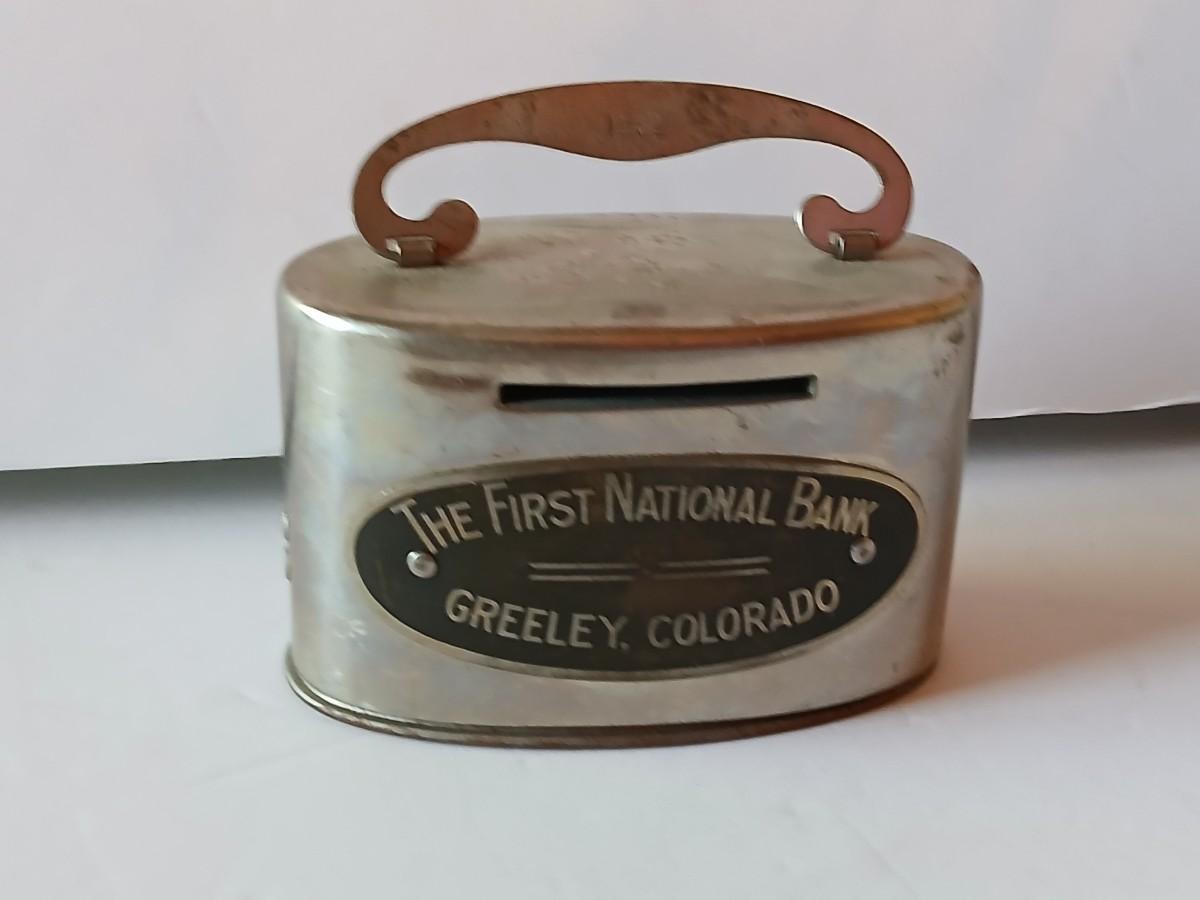 THE FIRST NATIONAL BANK
GREELEY, COLORADO